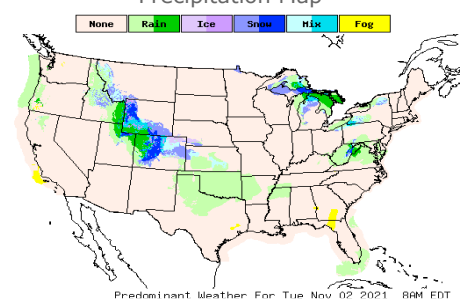 Precipitation Map
None Rain Ice Snow Mix Fog
Predominant Weather For Tue Nov 02 2021 8AM EDT